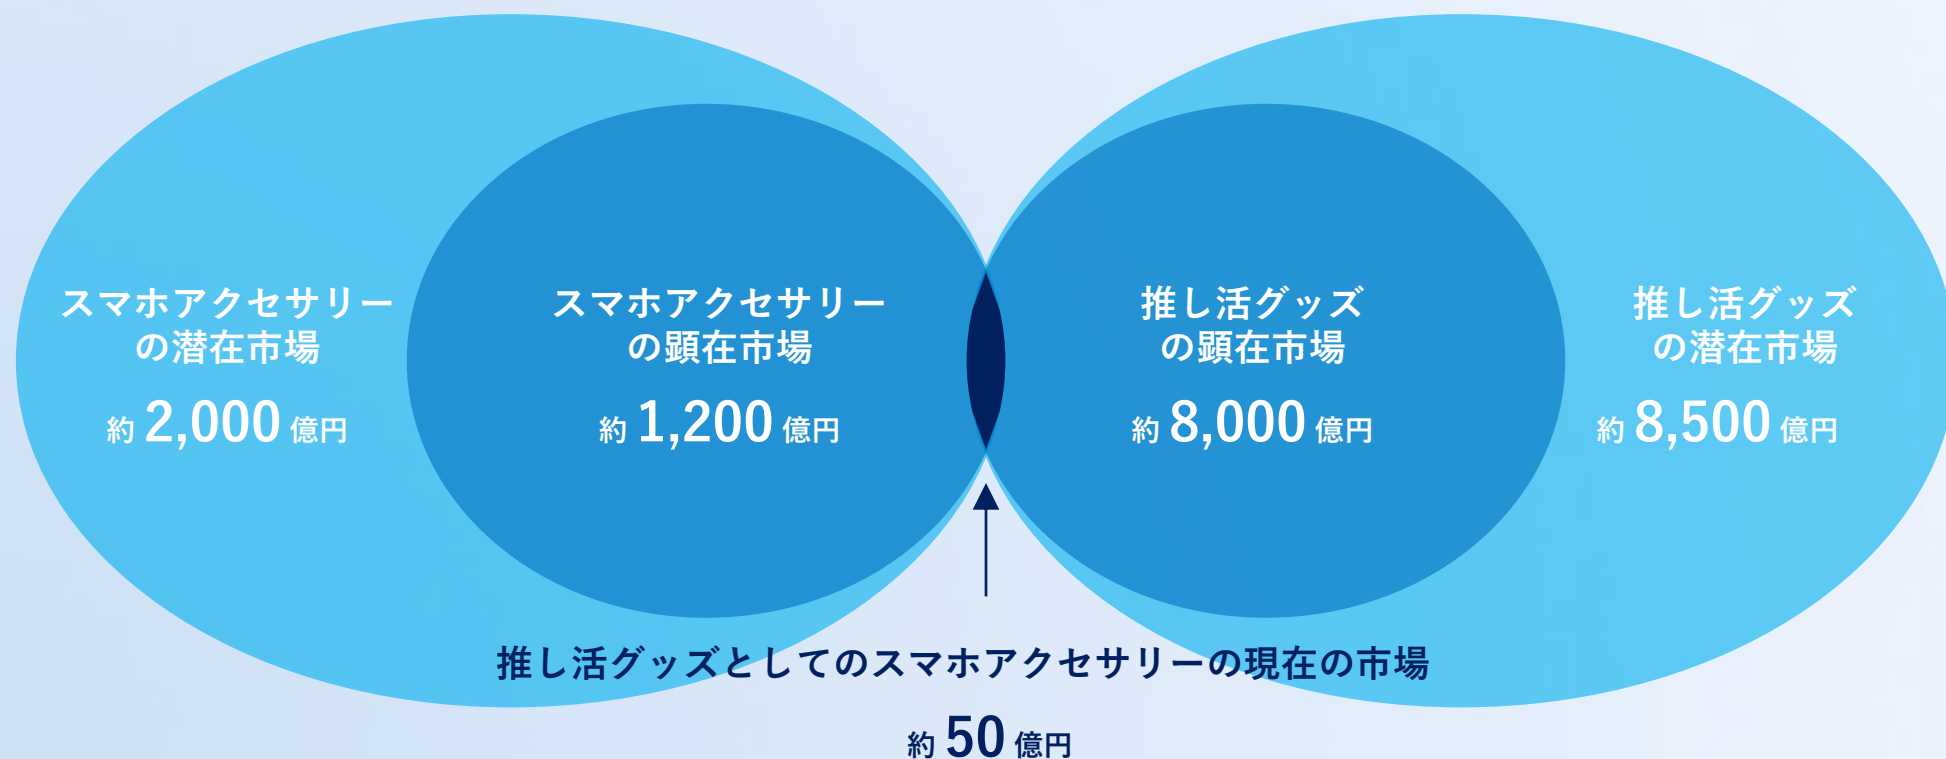 スマホアクセサリー
の潜在市場
約 2,000 億円
スマホアクセサリー
の顕在市場
約 1,200 億円
推し活グッズ
の顕在市場
約 8,000 億円
推し活グッズ
の潜在市場
約 8,500 億円
推し活グッズとしてのスマホアクセサリーの現在の市場
約 50 億円